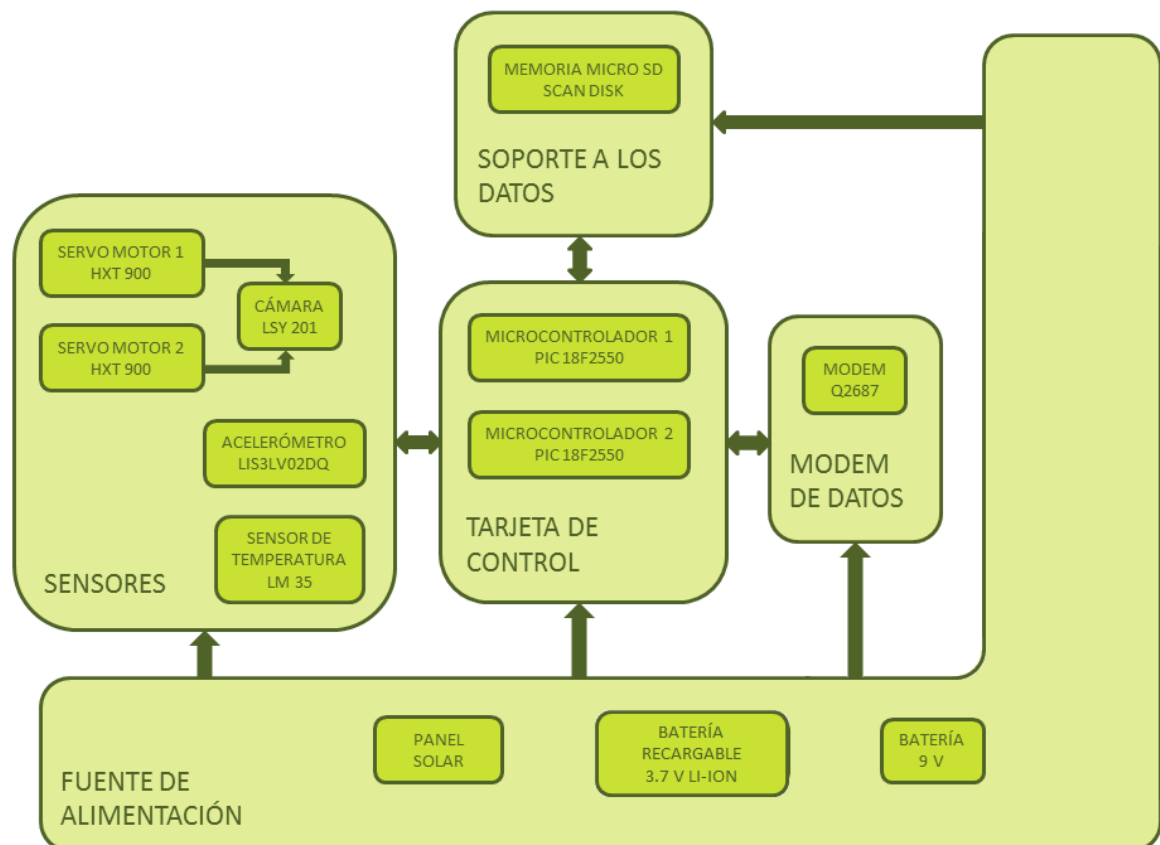 MEMORIA MICRO SD
SCAN DISK
SOPORTE A LOS
DATOS
SERVO MOTOR 1
HXT 900
CÁMARA
LSY 201
SERVO MOTOR 2
HXT 900
ACELERÓMETRO
LIS3LV02DQ
SENSOR DE
TEMPERATURA
LM 35
SENSORES
MICROCONTROLADOR 1
PIC 18F2550
MICROCONTROLADOR 2
PIC 18F2550
TARJETA DE
CONTROL
MODEM
Q2687
MODEM
DE DATOS
PANEL
SOLAR
BATERÍA
RECARGABLE
3.7 V LI-ION
BATERÍA
9 V
FUENTE DE
ALIMENTACIÓN